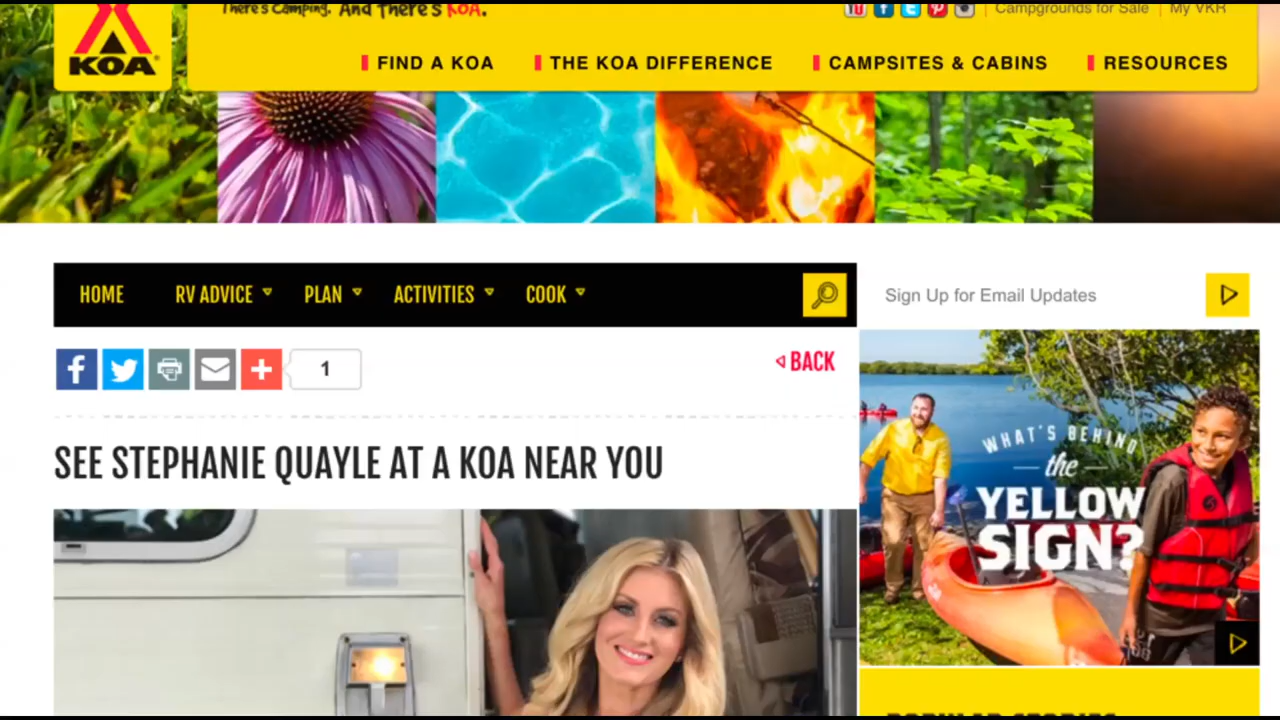 There's Camping. And There's KOA.
Campgrounds for Sale | My VKR
KOA
FIND A KOA
THE KOA DIFFERENCE
CAMPSITES & CABINS
RESOURCES
HOME
RV ADVICE
PLAN
ACTIVITIES
COOK
Sign Up for Email Updates
1
BACK
SEE STEPHANIE QUAYLE AT A KOA NEAR YOU
WHAT'S BEHIND
the
YELLOW
SIGN?